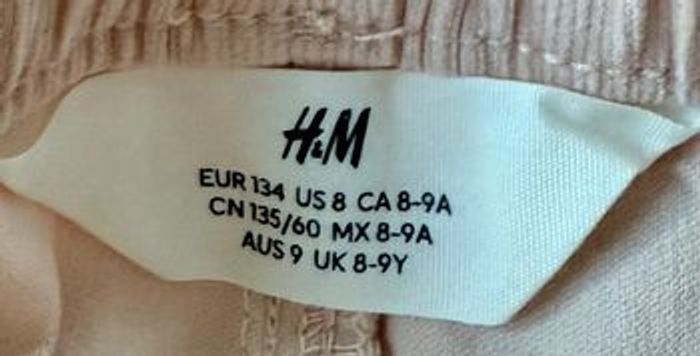 H&M
EUR 134 US 8 CA 8-9A
CN 135/60 MX 8-9A
AUS 9 UK 8-9Y